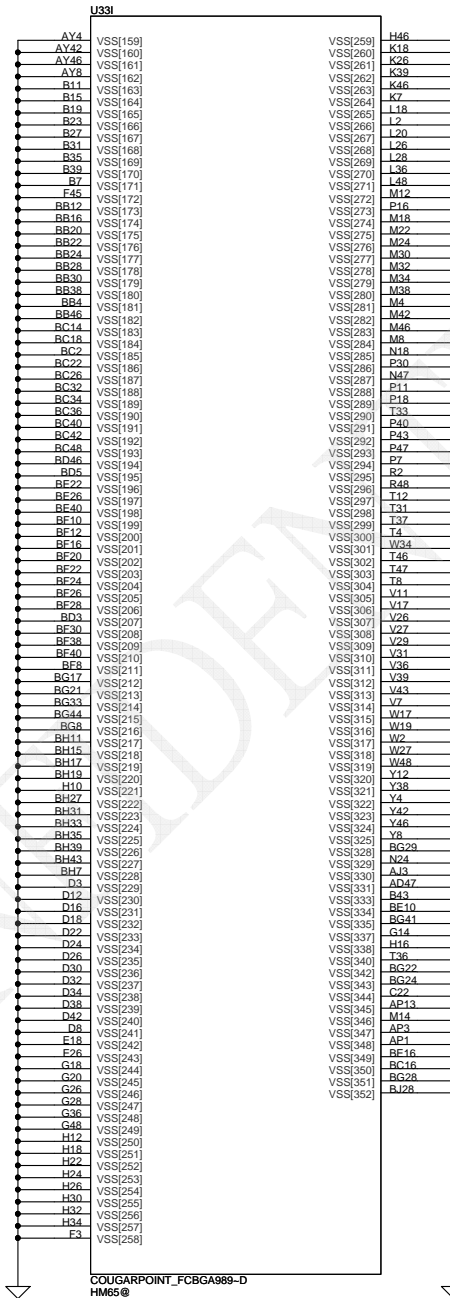 U33I
AY4 VSS[159]
AY42 VSS[160]
AY46 VSS[161]
AY8 VSS[162]
B11 VSS[163]
B15 VSS[164]
B19 VSS[165]
B23 VSS[166]
B27 VSS[167]
B31 VSS[168]
B35 VSS[169]
B39 VSS[170]
B7 VSS[171]
F45 VSS[172]
BB12 VSS[173]
BB16 VSS[174]
BB20 VSS[175]
BB22 VSS[176]
BB24 VSS[177]
BB28 VSS[178]
BB30 VSS[179]
BB38 VSS[180]
BB4 VSS[181]
BB46 VSS[182]
BC14 VSS[183]
BC18 VSS[184]
BC2 VSS[185]
BC22 VSS[186]
BC26 VSS[187]
BC32 VSS[188]
BC34 VSS[189]
BC36 VSS[190]
BC40 VSS[191]
BC42 VSS[192]
BC48 VSS[193]
BD46 VSS[194]
BD5 VSS[195]
BE22 VSS[196]
BE26 VSS[197]
BE40 VSS[198]
BF10 VSS[199]
BF12 VSS[200]
BF16 VSS[201]
BF20 VSS[202]
BF22 VSS[203]
BF24 VSS[204]
BF26 VSS[205]
BF28 VSS[206]
BD3 VSS[207]
BF30 VSS[208]
BF38 VSS[209]
BF40 VSS[210]
BF8 VSS[211]
BG17 VSS[212]
BG21 VSS[213]
BG33 VSS[214]
BG44 VSS[215]
BG8 VSS[216]
BH11 VSS[217]
BH15 VSS[218]
BH17 VSS[219]
BH19 VSS[220]
H10 VSS[221]
BH27 VSS[222]
BH31 VSS[223]
BH33 VSS[224]
BH35 VSS[225]
BH39 VSS[226]
BH43 VSS[227]
BH7 VSS[228]
D3 VSS[229]
D12 VSS[230]
D16 VSS[231]
D18 VSS[232]
D22 VSS[233]
D24 VSS[234]
D26 VSS[235]
D30 VSS[236]
D32 VSS[237]
D34 VSS[238]
D38 VSS[239]
D42 VSS[240]
D8 VSS[241]
E18 VSS[242]
E26 VSS[243]
G18 VSS[244]
G20 VSS[245]
G26 VSS[246]
G28 VSS[247]
G36 VSS[248]
G48 VSS[249]
H12 VSS[250]
H18 VSS[251]
H22 VSS[252]
H24 VSS[253]
H26 VSS[254]
H30 VSS[255]
H32 VSS[256]
H34 VSS[257]
F3 VSS[258]
VSS[259] H46
VSS[260] K18
VSS[261] K26
VSS[262] K39
VSS[263] K46
VSS[264] K7
VSS[265] L18
VSS[266] L2
VSS[267] L20
VSS[268] L26
VSS[269] L28
VSS[270] L36
VSS[271] L48
VSS[272] M12
VSS[273] P16
VSS[274] M18
VSS[275] M22
VSS[276] M24
VSS[277] M30
VSS[278] M32
VSS[279] M34
VSS[280] M38
VSS[281] M4
VSS[282] M42
VSS[283] M46
VSS[284] M8
VSS[285] N18
VSS[286] P30
VSS[287] N47
VSS[288] P11
VSS[289] P18
VSS[290] T33
VSS[291] P40
VSS[292] P43
VSS[293] P47
VSS[294] P7
VSS[295] R2
VSS[296] R48
VSS[297] T12
VSS[298] T31
VSS[299] T37
VSS[300] T4
VSS[301] W34
VSS[302] T46
VSS[303] T47
VSS[304] T8
VSS[305] V11
VSS[306] V17
VSS[307] V26
VSS[308] V27
VSS[309] V29
VSS[310] V31
VSS[311] V36
VSS[312] V39
VSS[313] V43
VSS[314] V7
VSS[315] W17
VSS[316] W19
VSS[317] W2
VSS[318] W27
VSS[319] W48
VSS[320] Y12
VSS[321] Y38
VSS[322] Y4
VSS[323] Y42
VSS[324] Y46
VSS[325] Y8
VSS[328] BG29
VSS[329] N24
VSS[330] AJ3
VSS[331] AD47
VSS[333] B43
VSS[334] BE10
VSS[335] BG41
VSS[337] G14
VSS[338] H16
VSS[340] T36
VSS[342] BG22
VSS[343] BG24
VSS[344] C22
VSS[345] AP13
VSS[346] M14
VSS[347] AP3
VSS[348] AP1
VSS[349] BE16
VSS[350] BC16
VSS[351] BG28
VSS[352] BJ28
COUGARPOINT_FCBGA989~D
HM65@